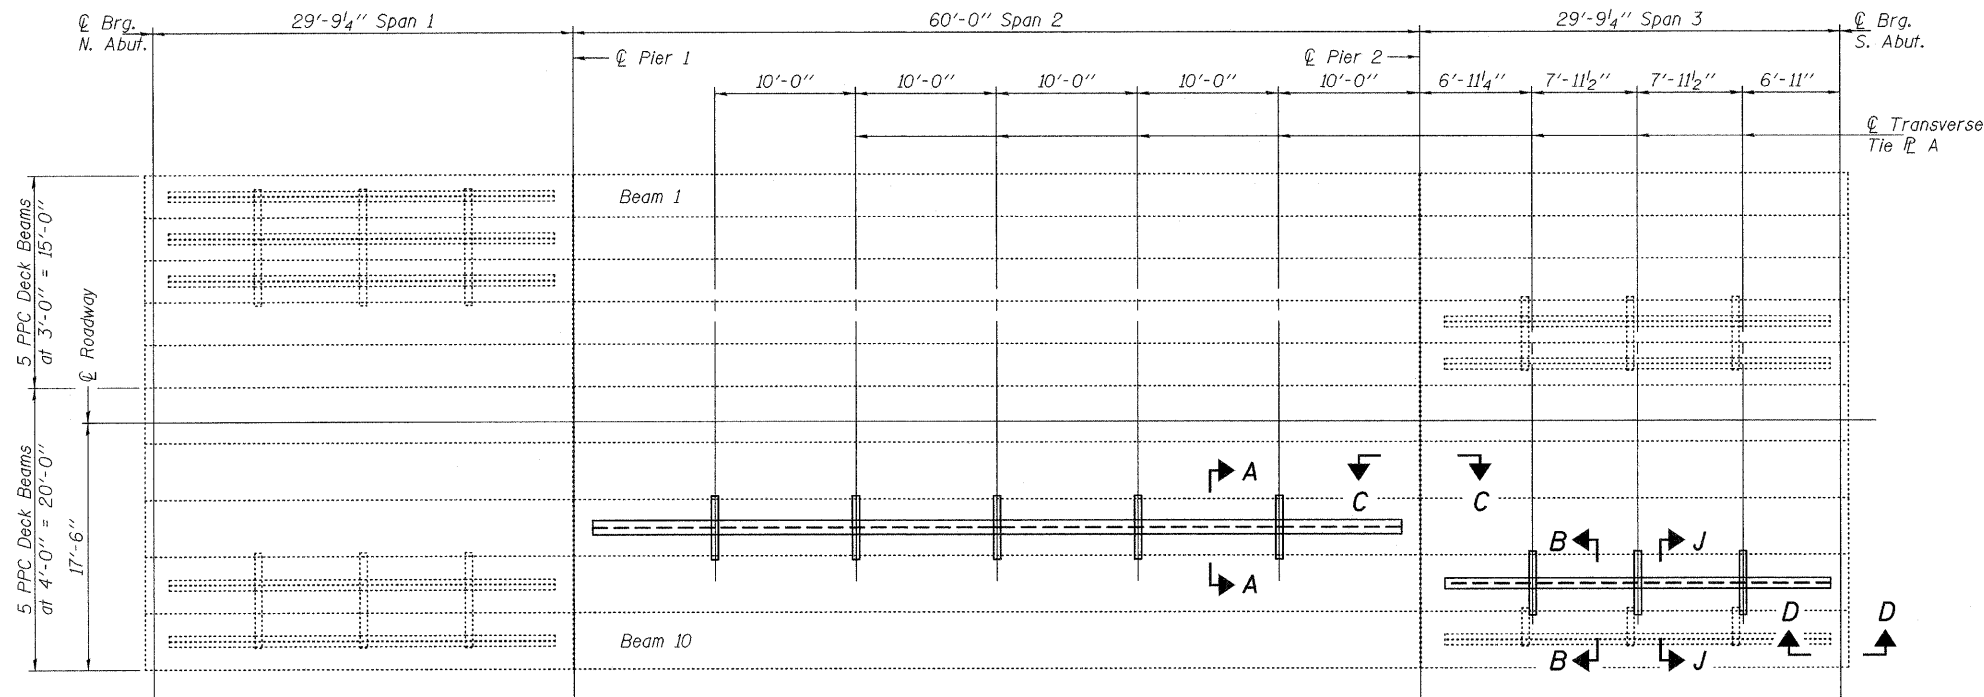 ℄ Brg.
N. Abut.
29'-9¼" Span 1
60'-0" Span 2
29'-9¼" Span 3
℄ Brg.
S. Abut.
℄ Pier 1
℄ Pier 2
10'-0"
10'-0"
10'-0"
10'-0"
10'-0"
6'-11¼"
7'-11½"
7'-11½"
6'-11"
℄ Transverse
Tie ⅊ A
5 PPC Deck Beams
at 3'-0" = 15'-0"
℄ Roadway
5 PPC Deck Beams
at 4'-0" = 20'-0"
17'-6"
Beam 1
Beam 10
A
A
C
C
B
J
B
J
D
D